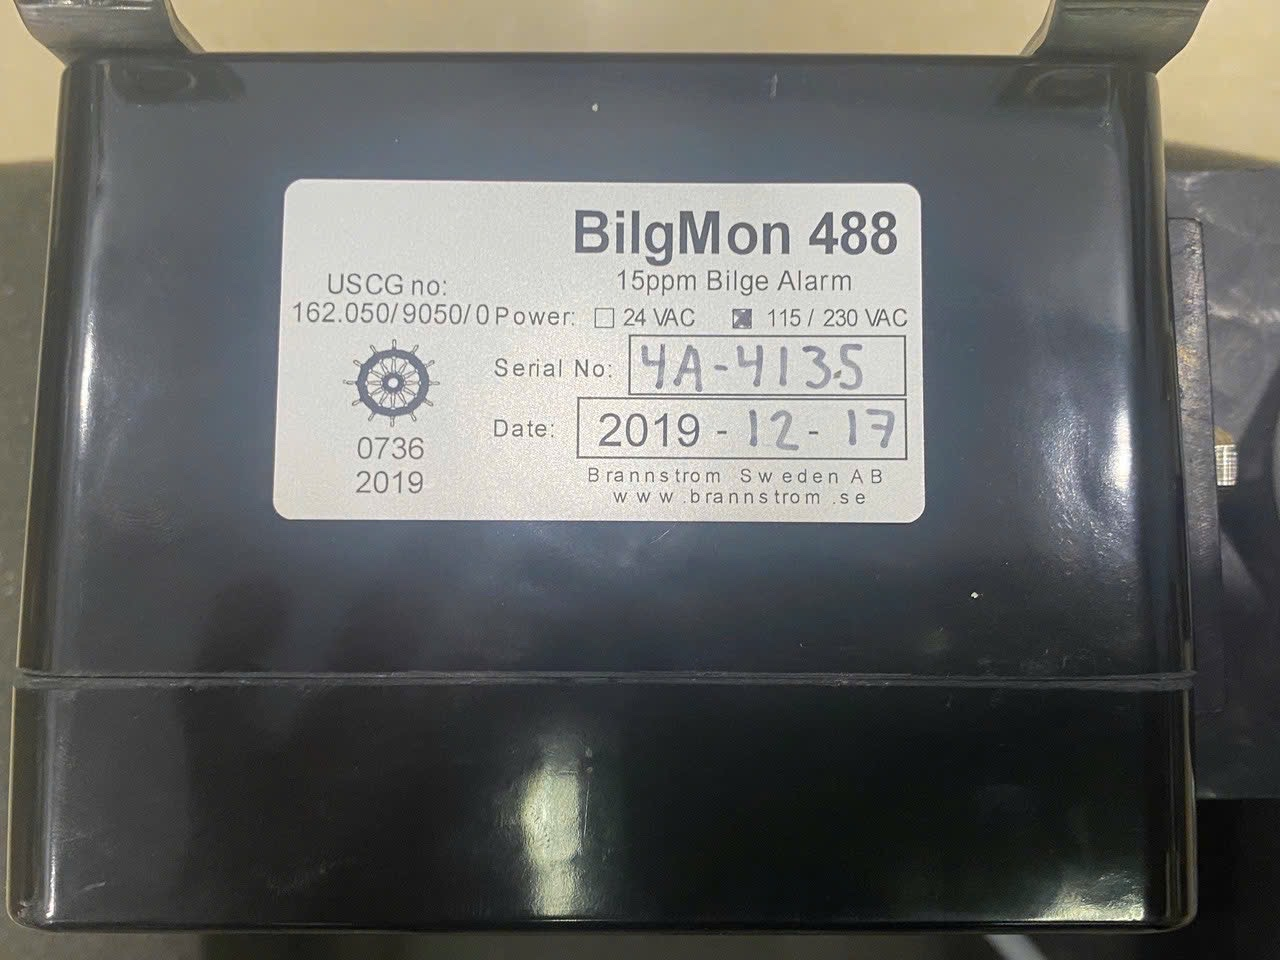 BilgMon 488
15ppm Bilge Alarm
USCG no:
162.050/9050/0
Power: 24 VAC 115 / 230 VAC
Serial No: 4A-4135
Date: 2019-12-17
0736
2019
Brannstrom Sweden AB
www.brannstrom.se